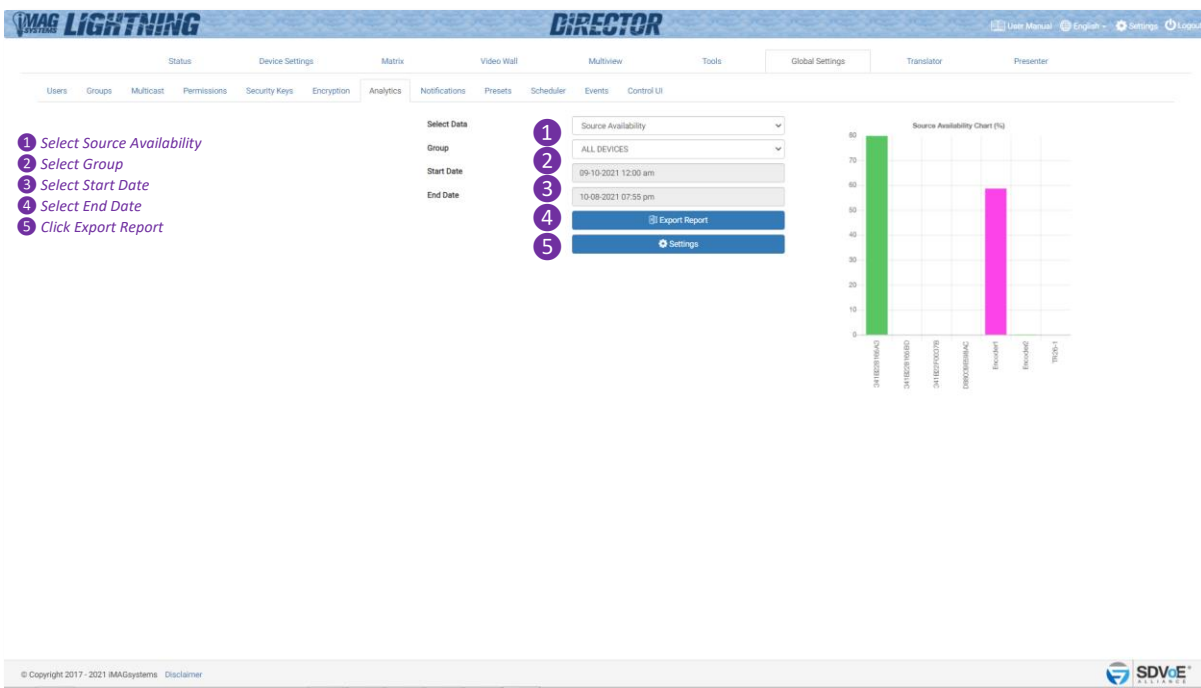 iMAG SYSTEMS LIGHTNING DiRECTOR User Manual English Settings Logout
Status Device Settings Matrix Video Wall Multiview Tools Global Settings Translator Presenter
Users Groups Multicast Permissions Security Keys Encryption Analytics Notifications Presets Scheduler Events Control UI
1 Select Source Availability
2 Select Group
3 Select Start Date
4 Select End Date
5 Click Export Report
Select Data 1 Source Availability
Group 2 ALL DEVICES
Start Date 3 09-10-2021 12:00 am
End Date 4 10-08-2021 07:55 pm
Export Report
5 Settings
Source Availability Chart (%)
80
70
60
50
40
30
20
10
0
Encoder1
Encoder2
TR26-1
© Copyright 2017 - 2021 iMAGsystems Disclaimer
SDVoE
ALLIANCE